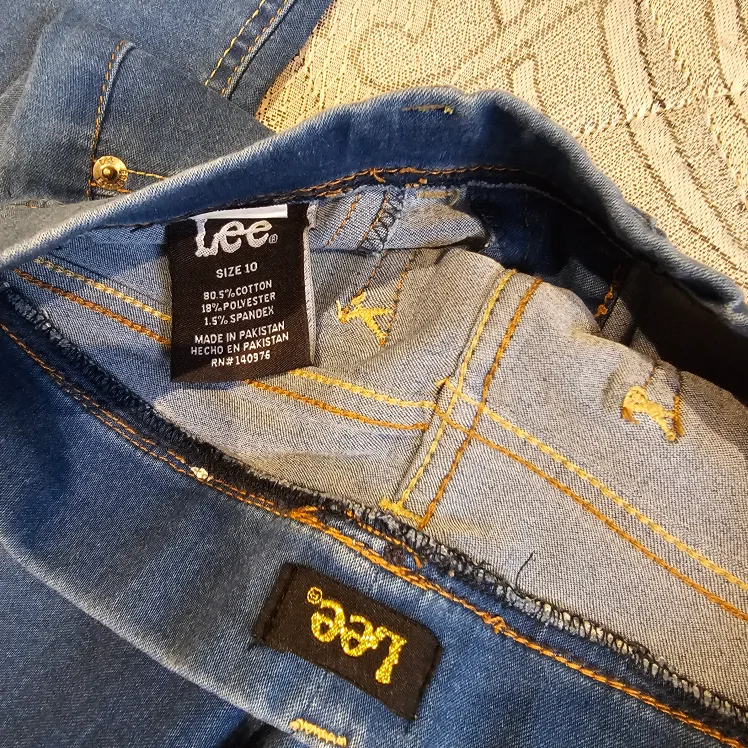 Lee®
SIZE 10
80.5%COTTON
18%POLYESTER
1.5%SPANDEX
MADE IN PAKISTAN
HECHO EN PAKISTAN
RN#140976
Lee®